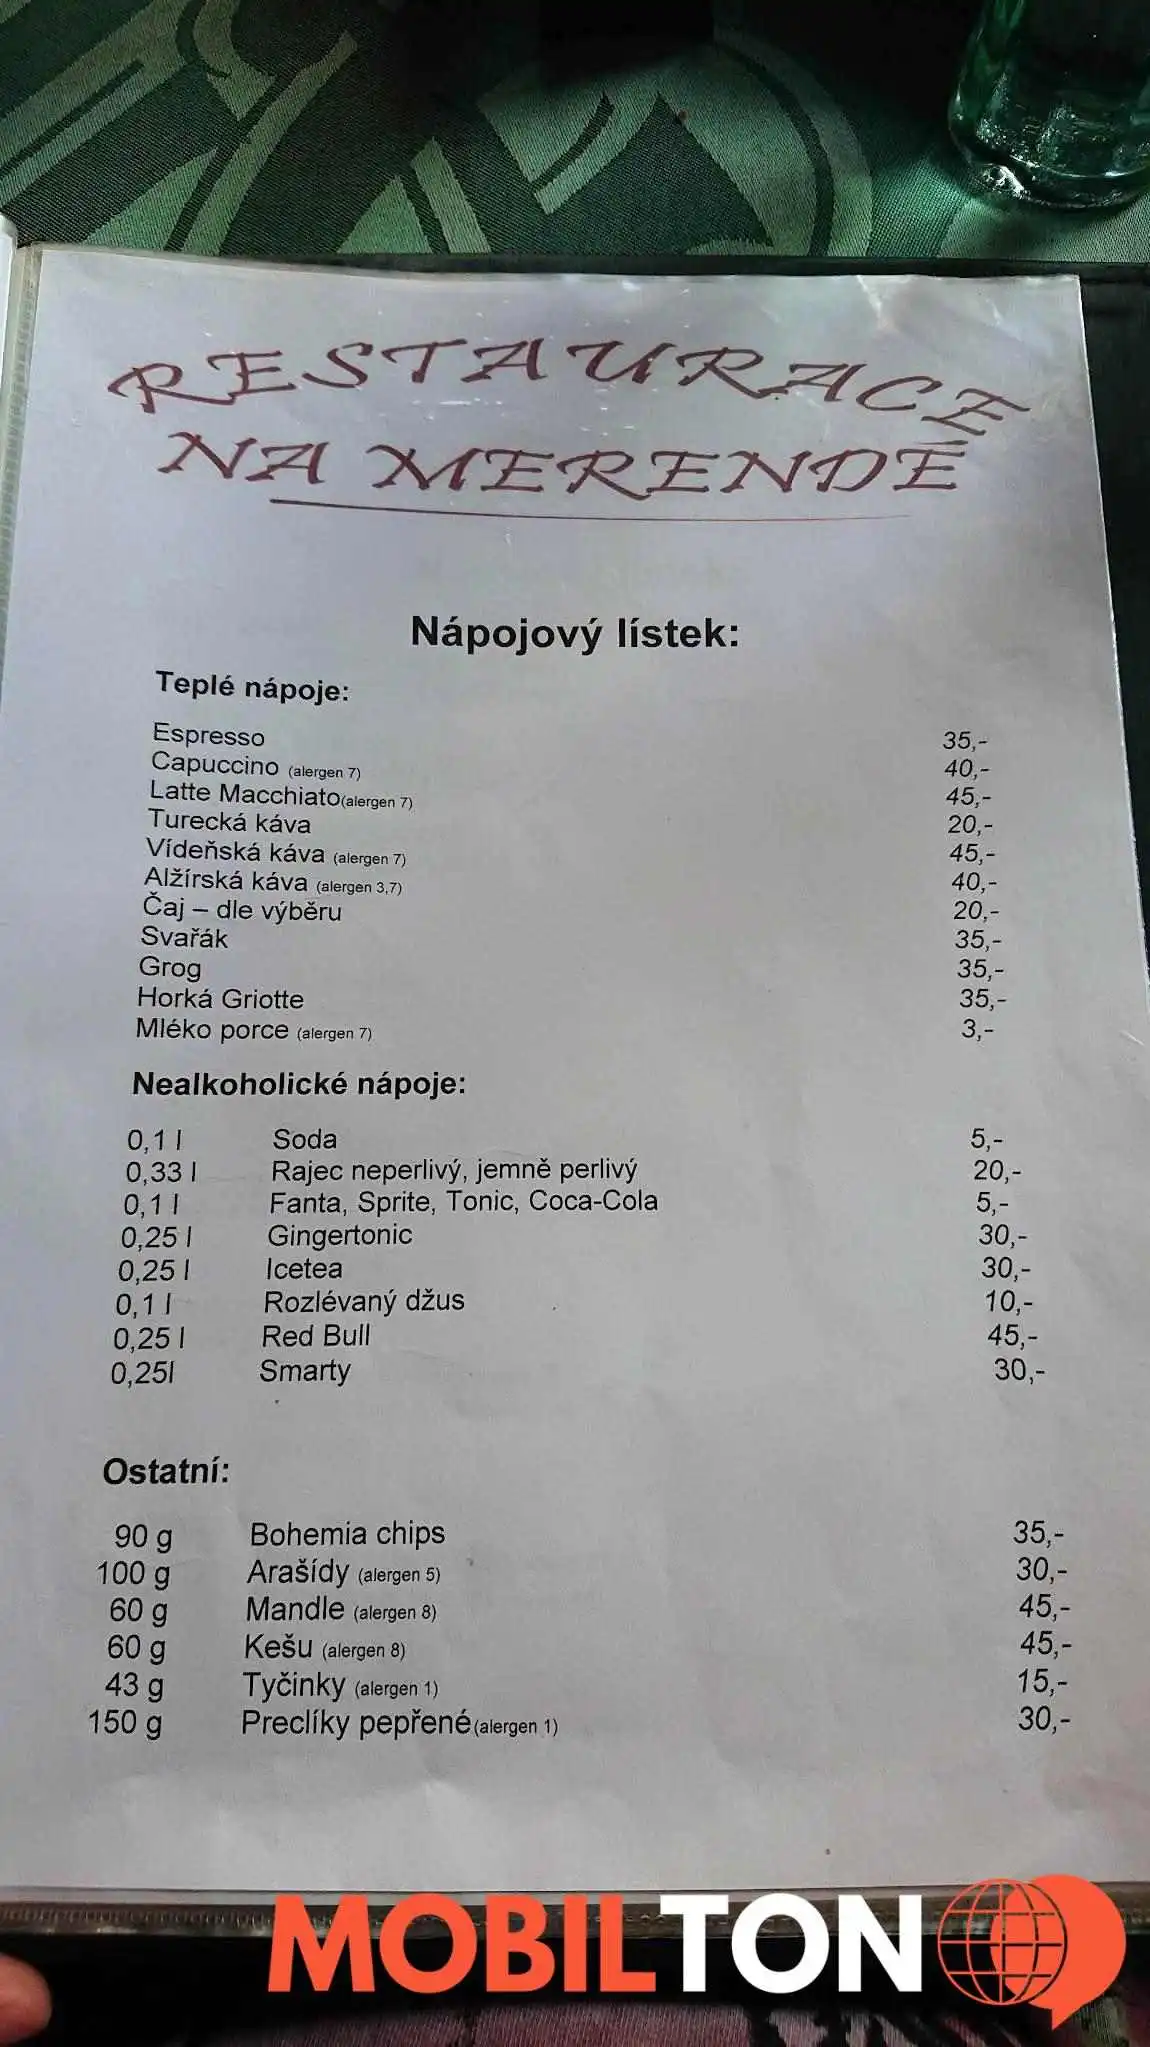 RESTAURACE
NA MERENDĚ
Nápojový lístek:
Teplé nápoje:
Espresso 35,-
Capuccino (alergen 7) 40,-
Latte Macchiato(alergen 7) 45,-
Turecká káva 20,-
Vídeňská káva (alergen 7) 45,-
Alžírská káva (alergen 3,7) 40,-
Čaj – dle výběru 20,-
Svařák 35,-
Grog 35,-
Horká Griotte 35,-
Mléko porce (alergen 7) 3,-
Nealkoholické nápoje:
0,1 l Soda 5,-
0,33 l Rajec neperlivý, jemně perlivý 20,-
0,1 l Fanta, Sprite, Tonic, Coca-Cola 5,-
0,25 l Gingertonic 30,-
0,25 l Icetea 30,-
0,1 l Rozlévaný džus 10,-
0,25 l Red Bull 45,-
0,25l Smarty 30,-
Ostatní:
90 g Bohemia chips 35,-
100 g Arašídy (alergen 5) 30,-
60 g Mandle (alergen 8) 45,-
60 g Kešu (alergen 8) 45,-
43 g Tyčinky (alergen 1) 15,-
150 g Preclíky pepřené(alergen 1) 30,-
MOBILTON